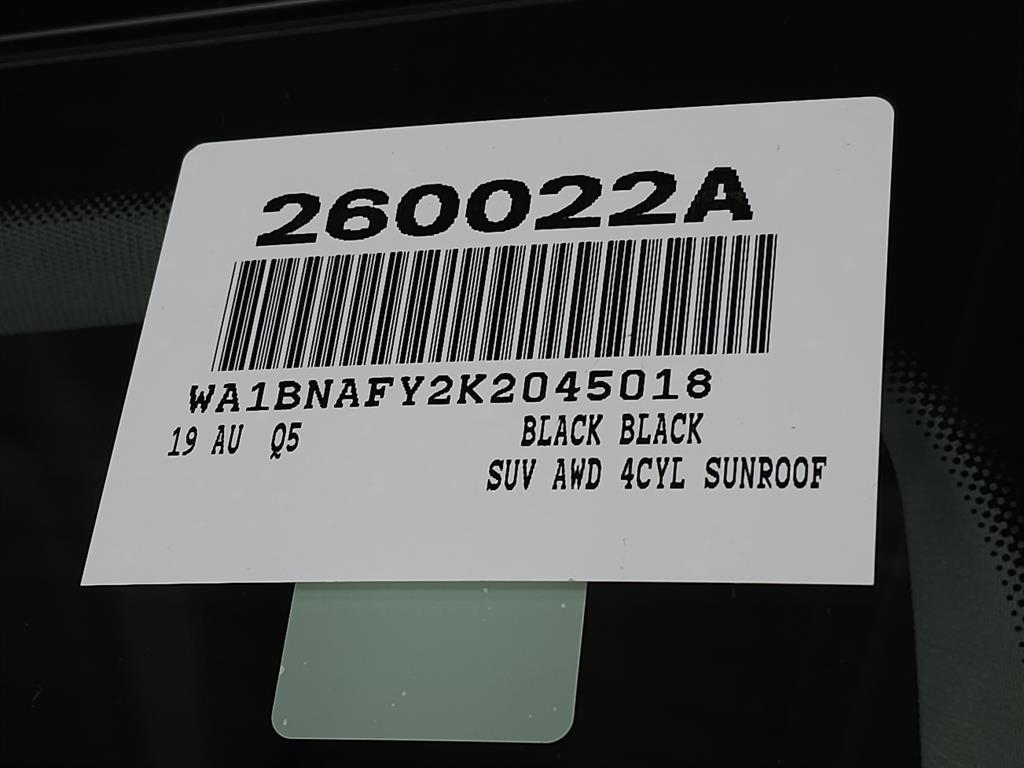 260022A
WA1BNAFY2K2045018
19 AU Q5 BLACK BLACK
SUV AWD 4CYL SUNROOF